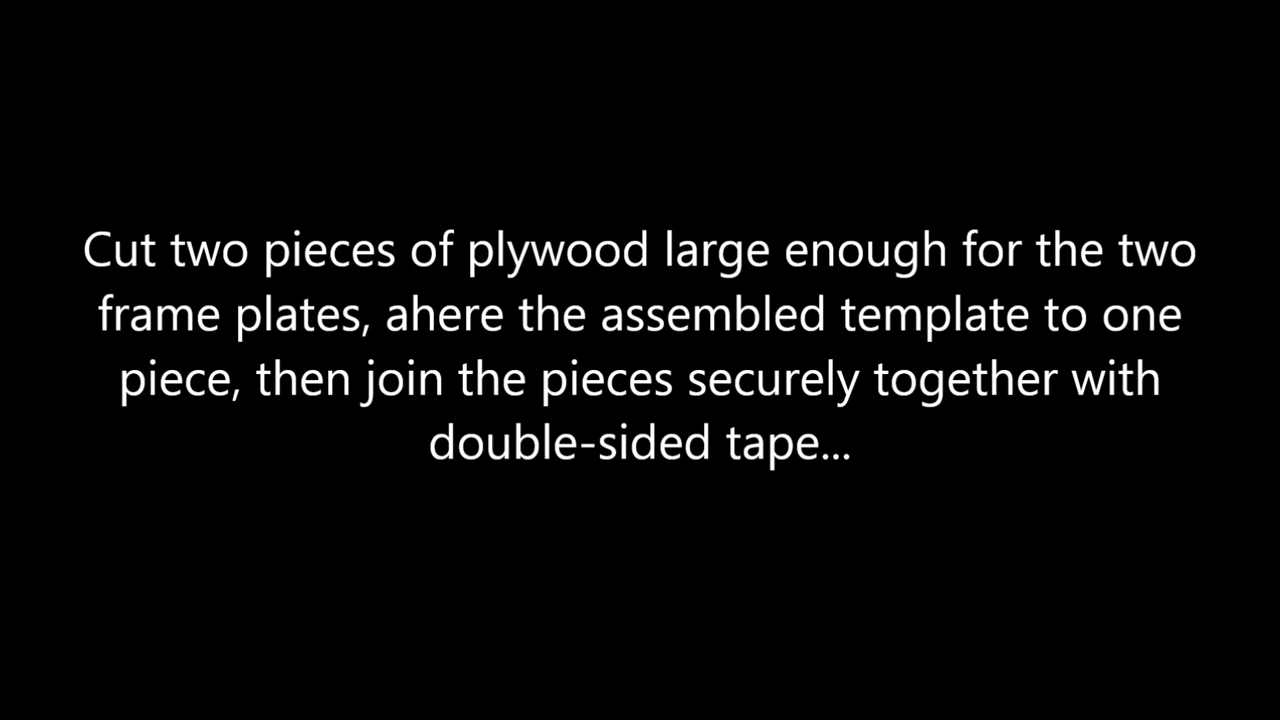 Cut two pieces of plywood large enough for the two
frame plates, ahere the assembled template to one
piece, then join the pieces securely together with
double-sided tape...